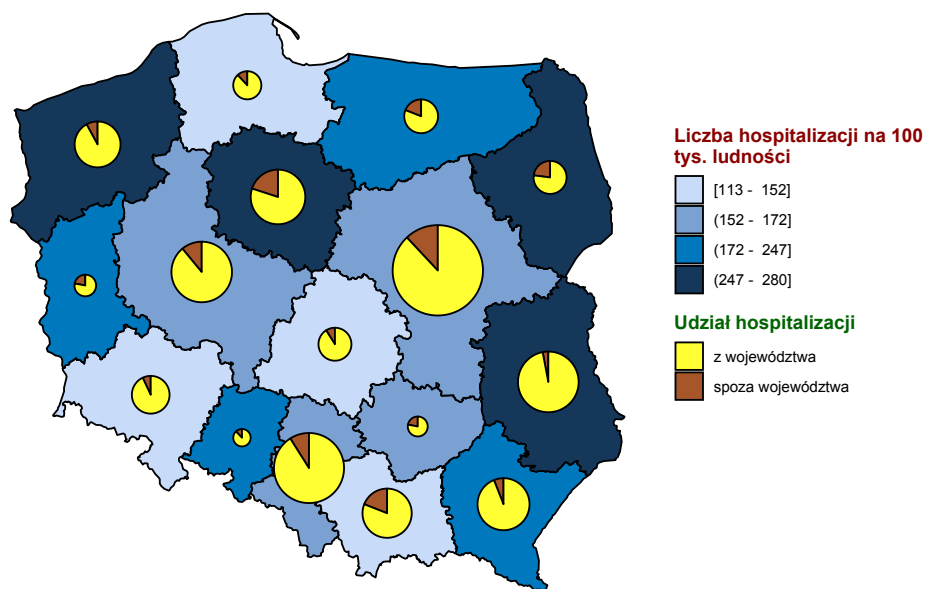 Liczba hospitalizacji na 100
tys. ludności
[113 - 152]
(152 - 172]
(172 - 247]
(247 - 280]
Udział hospitalizacji
z województwa
spoza województwa